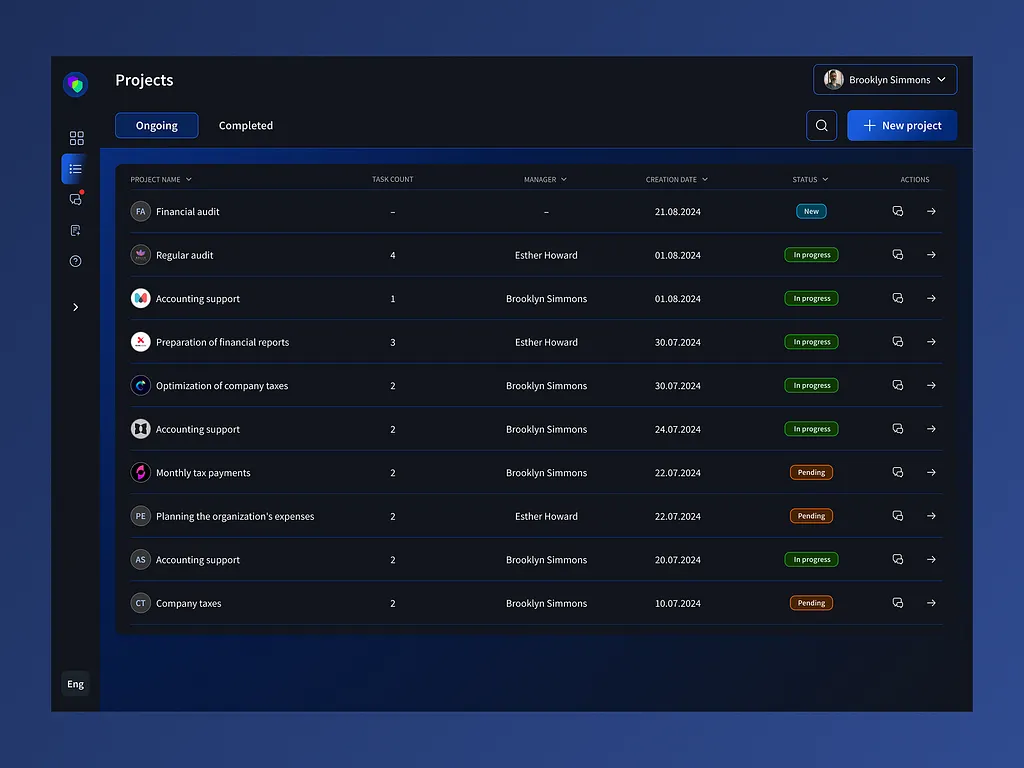 Projects
Brooklyn Simmons
Ongoing Completed
New project
PROJECT NAME TASK COUNT MANAGER CREATION DATE STATUS ACTIONS
FA Financial audit – – 21.08.2024 New
Regular audit 4 Esther Howard 01.08.2024 In progress
Accounting support 1 Brooklyn Simmons 01.08.2024 In progress
Preparation of financial reports 3 Esther Howard 30.07.2024 In progress
Optimization of company taxes 2 Brooklyn Simmons 30.07.2024 In progress
Accounting support 2 Brooklyn Simmons 24.07.2024 In progress
Monthly tax payments 2 Brooklyn Simmons 22.07.2024 Pending
PE Planning the organization's expenses 2 Esther Howard 22.07.2024 Pending
AS Accounting support 2 Brooklyn Simmons 20.07.2024 In progress
CT Company taxes 2 Brooklyn Simmons 10.07.2024 Pending
Eng